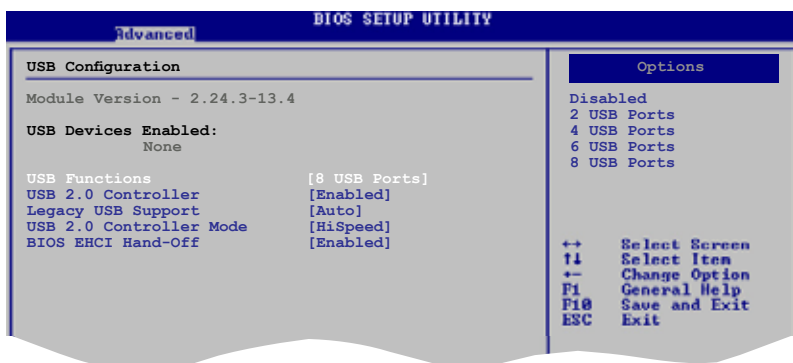 BIOS SETUP UTILITY
Advanced
USB Configuration
Module Version - 2.24.3-13.4
USB Devices Enabled:
None
USB Functions [8 USB Ports]
USB 2.0 Controller [Enabled]
Legacy USB Support [Auto]
USB 2.0 Controller Mode [HiSpeed]
BIOS EHCI Hand-Off [Enabled]
Options
Disabled
2 USB Ports
4 USB Ports
6 USB Ports
8 USB Ports
↔ Select Screen
↑↓ Select Item
+- Change Option
F1 General Help
F10 Save and Exit
ESC Exit